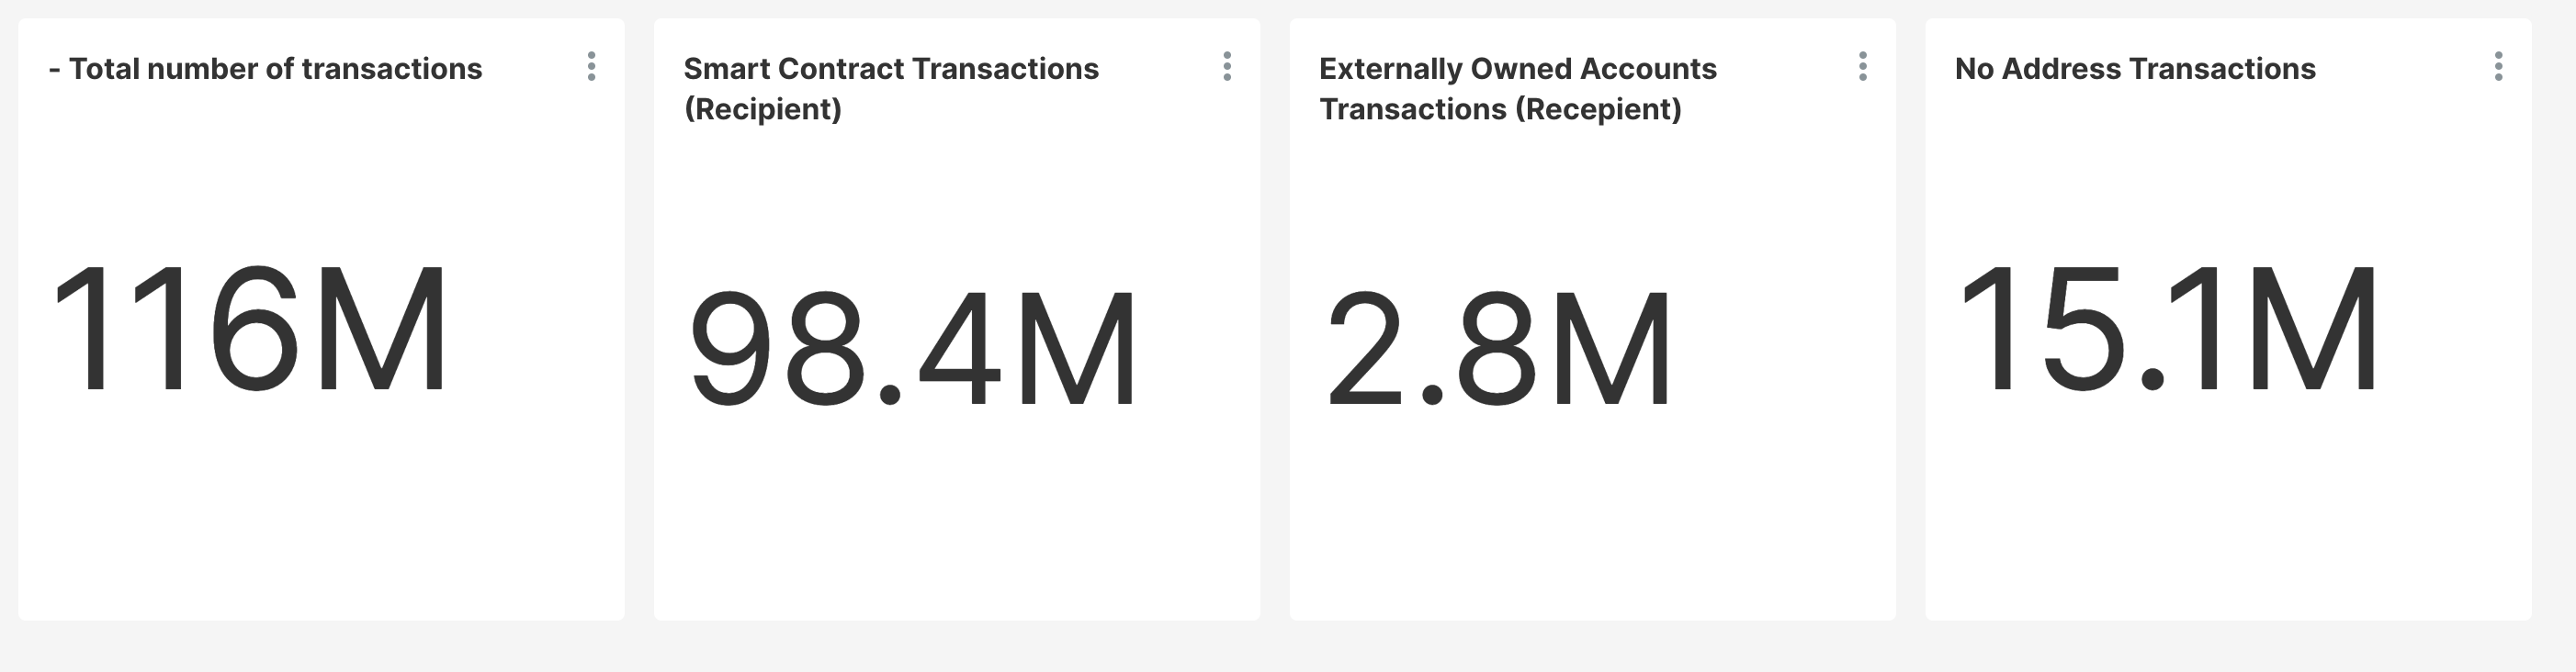 - Total number of transactions
116M
Smart Contract Transactions
(Recipient)
98.4M
Externally Owned Accounts
Transactions (Recepient)
2.8M
No Address Transactions
15.1M